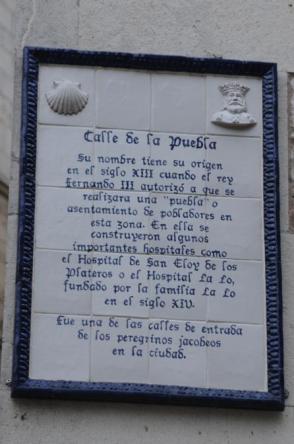 Calle de la Puebla
Su nombre tiene su origen
en el siglo XIII cuando el rey
fernando III autorizó a que se
realizara una "puebla" o
asentamiento de pobladores en
esta zona. En ella se
construyeron algunos
importantes hospitales como
el Hospital de San Eloy de los
Plateros o el Hospital La Lo,
fundado por la familia La Lo
en el siglo XIV.
Fue una de las calles de entrada
de los peregrinos jacobeos
en la ciudad.